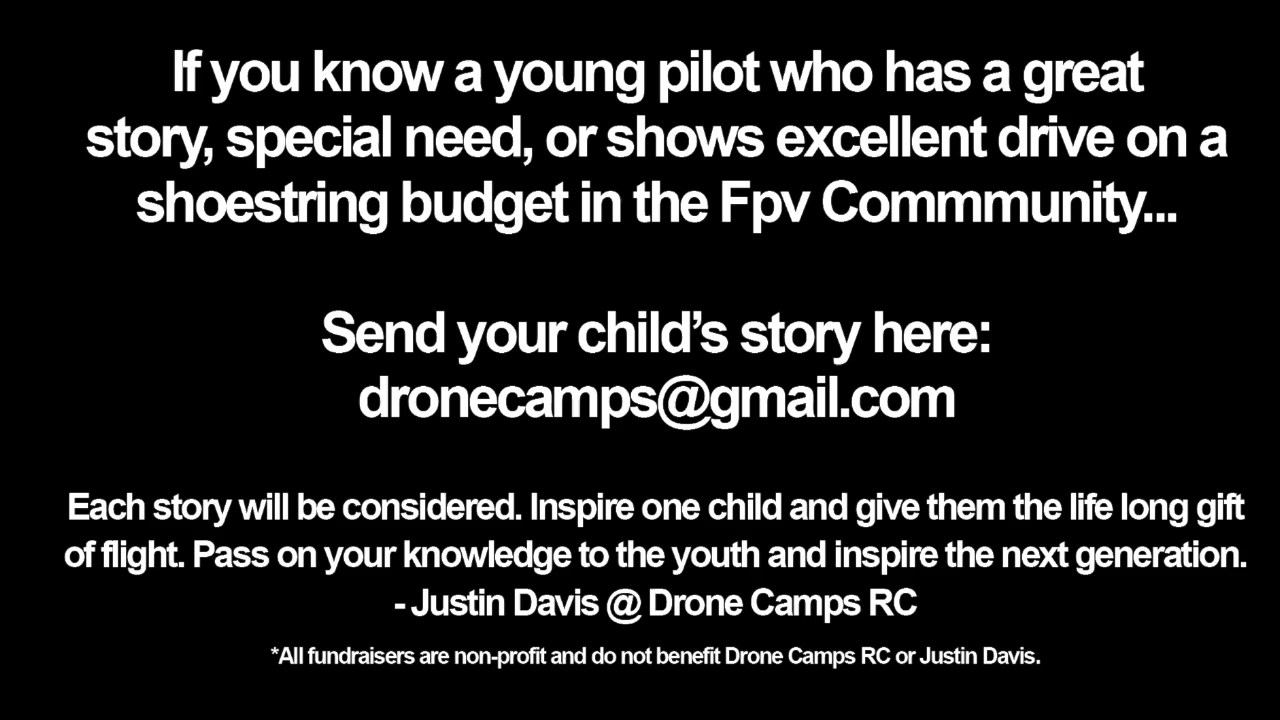 If you know a young pilot who has a great
story, special need, or shows excellent drive on a
shoestring budget in the Fpv Commmunity...
Send your child’s story here:
dronecamps@gmail.com
Each story will be considered. Inspire one child and give them the life long gift
of flight. Pass on your knowledge to the youth and inspire the next generation.
- Justin Davis @ Drone Camps RC
*All fundraisers are non-profit and do not benefit Drone Camps RC or Justin Davis.